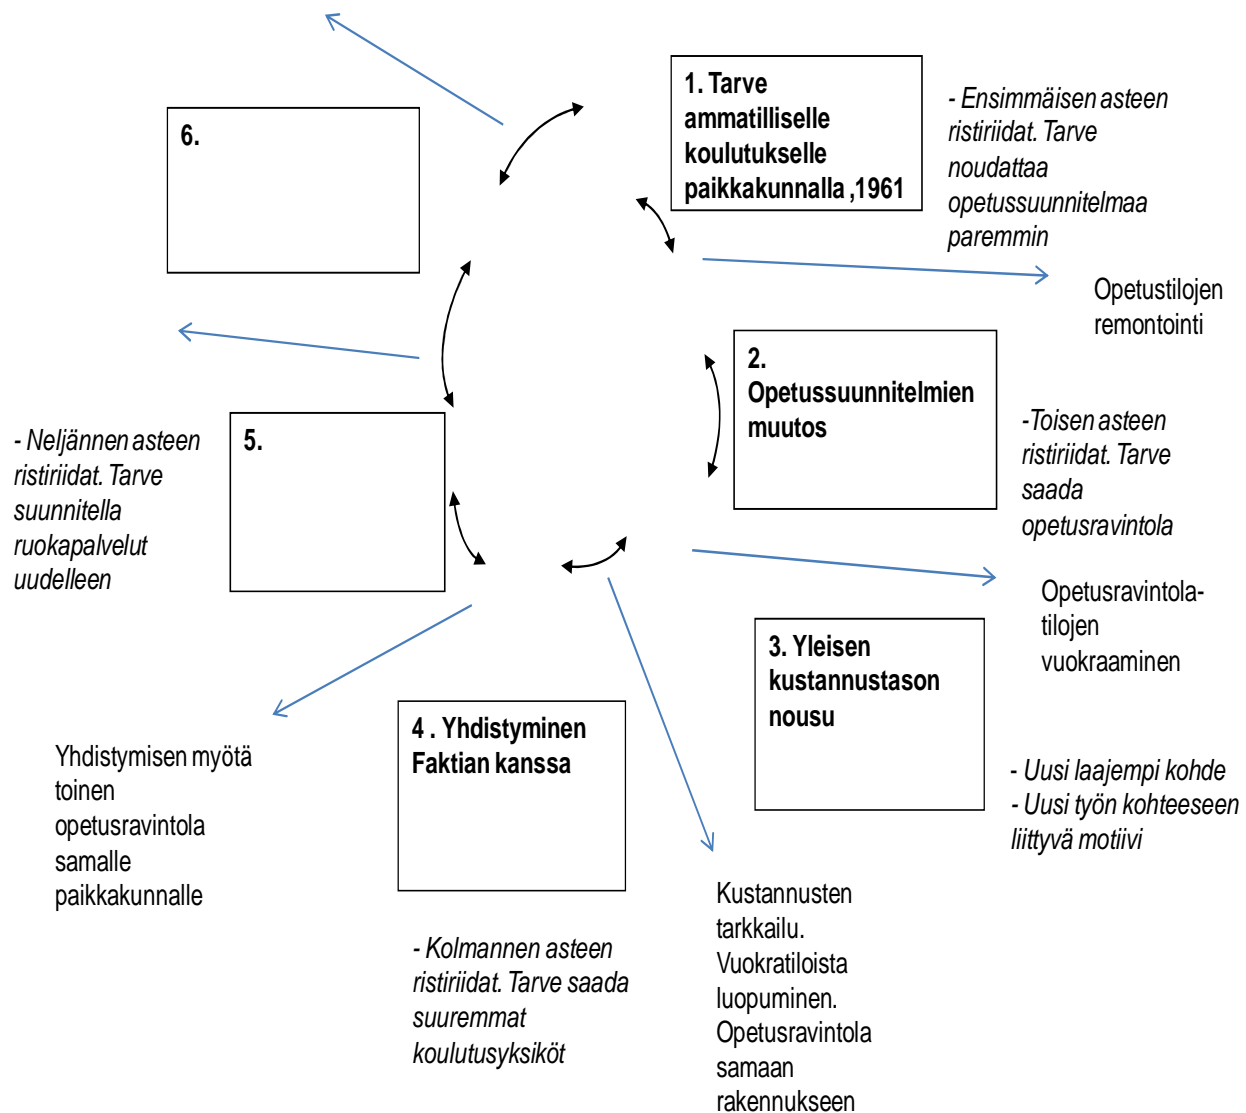 1. Tarve
ammatilliselle
koulutukselle
paikkakunnalla ,1961
- Ensimmäisen asteen
ristiriidat. Tarve
noudattaa
opetussuunnitelmaa
paremmin
Opetustilojen
remontointi
2.
Opetussuunnitelmien
muutos
-Toisen asteen
ristiriidat. Tarve
saada
opetusravintola
Opetusravintola-
tilojen
vuokraaminen
3. Yleisen
kustannustason
nousu
- Uusi laajempi kohde
- Uusi työn kohteeseen
liittyvä motiivi
Kustannusten
tarkkailu.
Vuokratiloista
luopuminen.
Opetusravintola
samaan
rakennukseen
4 . Yhdistyminen
Faktian kanssa
- Kolmannen asteen
ristiriidat. Tarve saada
suuremmat
koulutusyksiköt
Yhdistymisen myötä
toinen
opetusravintola
samalle
paikkakunnalle
5.
- Neljännen asteen
ristiriidat. Tarve
suunnitella
ruokapalvelut
uudelleen
6.